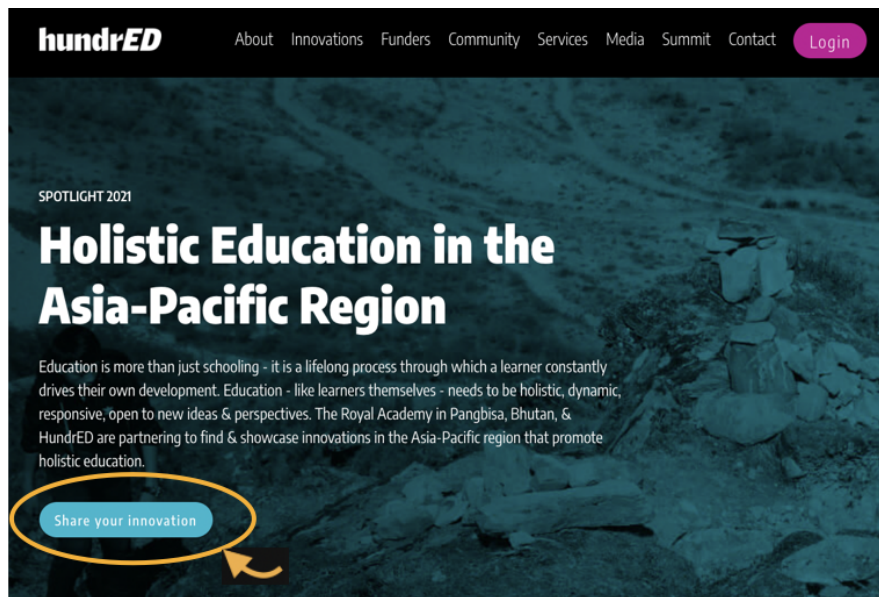 hundrED
About Innovations Funders Community Services Media Summit Contact Login
SPOTLIGHT 2021
Holistic Education in the
Asia-Pacific Region
Education is more than just schooling - it is a lifelong process through which a learner constantly
drives their own development. Education - like learners themselves - needs to be holistic, dynamic,
responsive, open to new ideas & perspectives. The Royal Academy in Pangbisa, Bhutan, &
HundrED are partnering to find & showcase innovations in the Asia-Pacific region that promote
holistic education.
Share your innovation